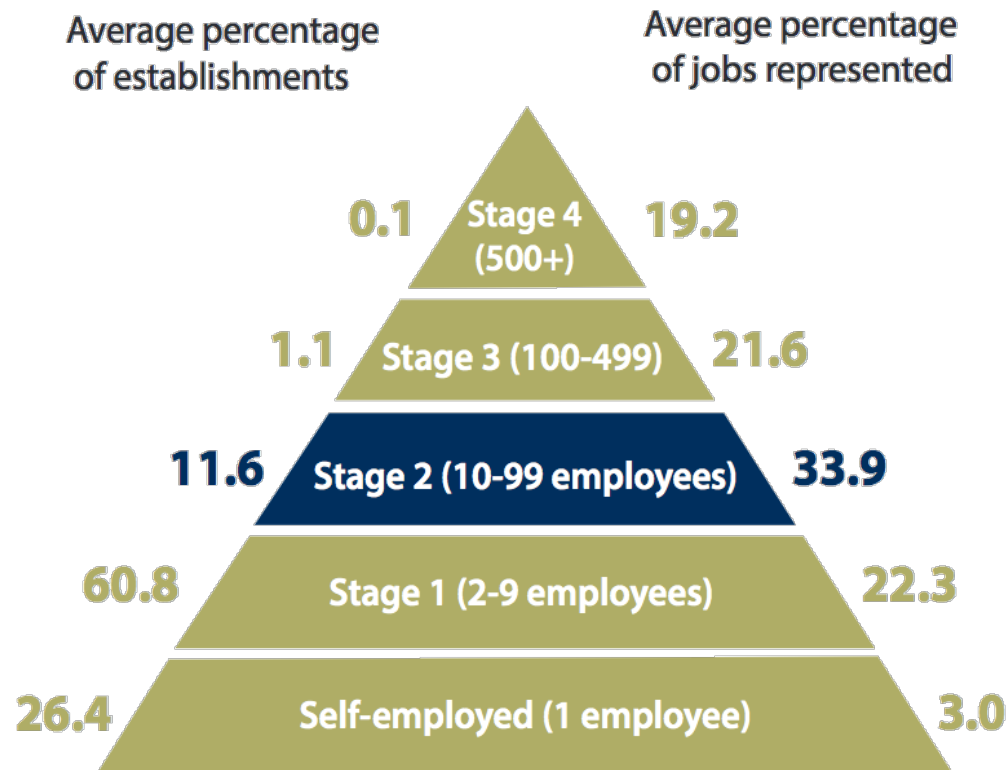 Average percentage
of establishments
Average percentage
of jobs represented
0.1
Stage 4
(500+)
19.2
1.1
Stage 3 (100-499)
21.6
11.6
Stage 2 (10-99 employees)
33.9
60.8
Stage 1 (2-9 employees)
22.3
26.4
Self-employed (1 employee)
3.0